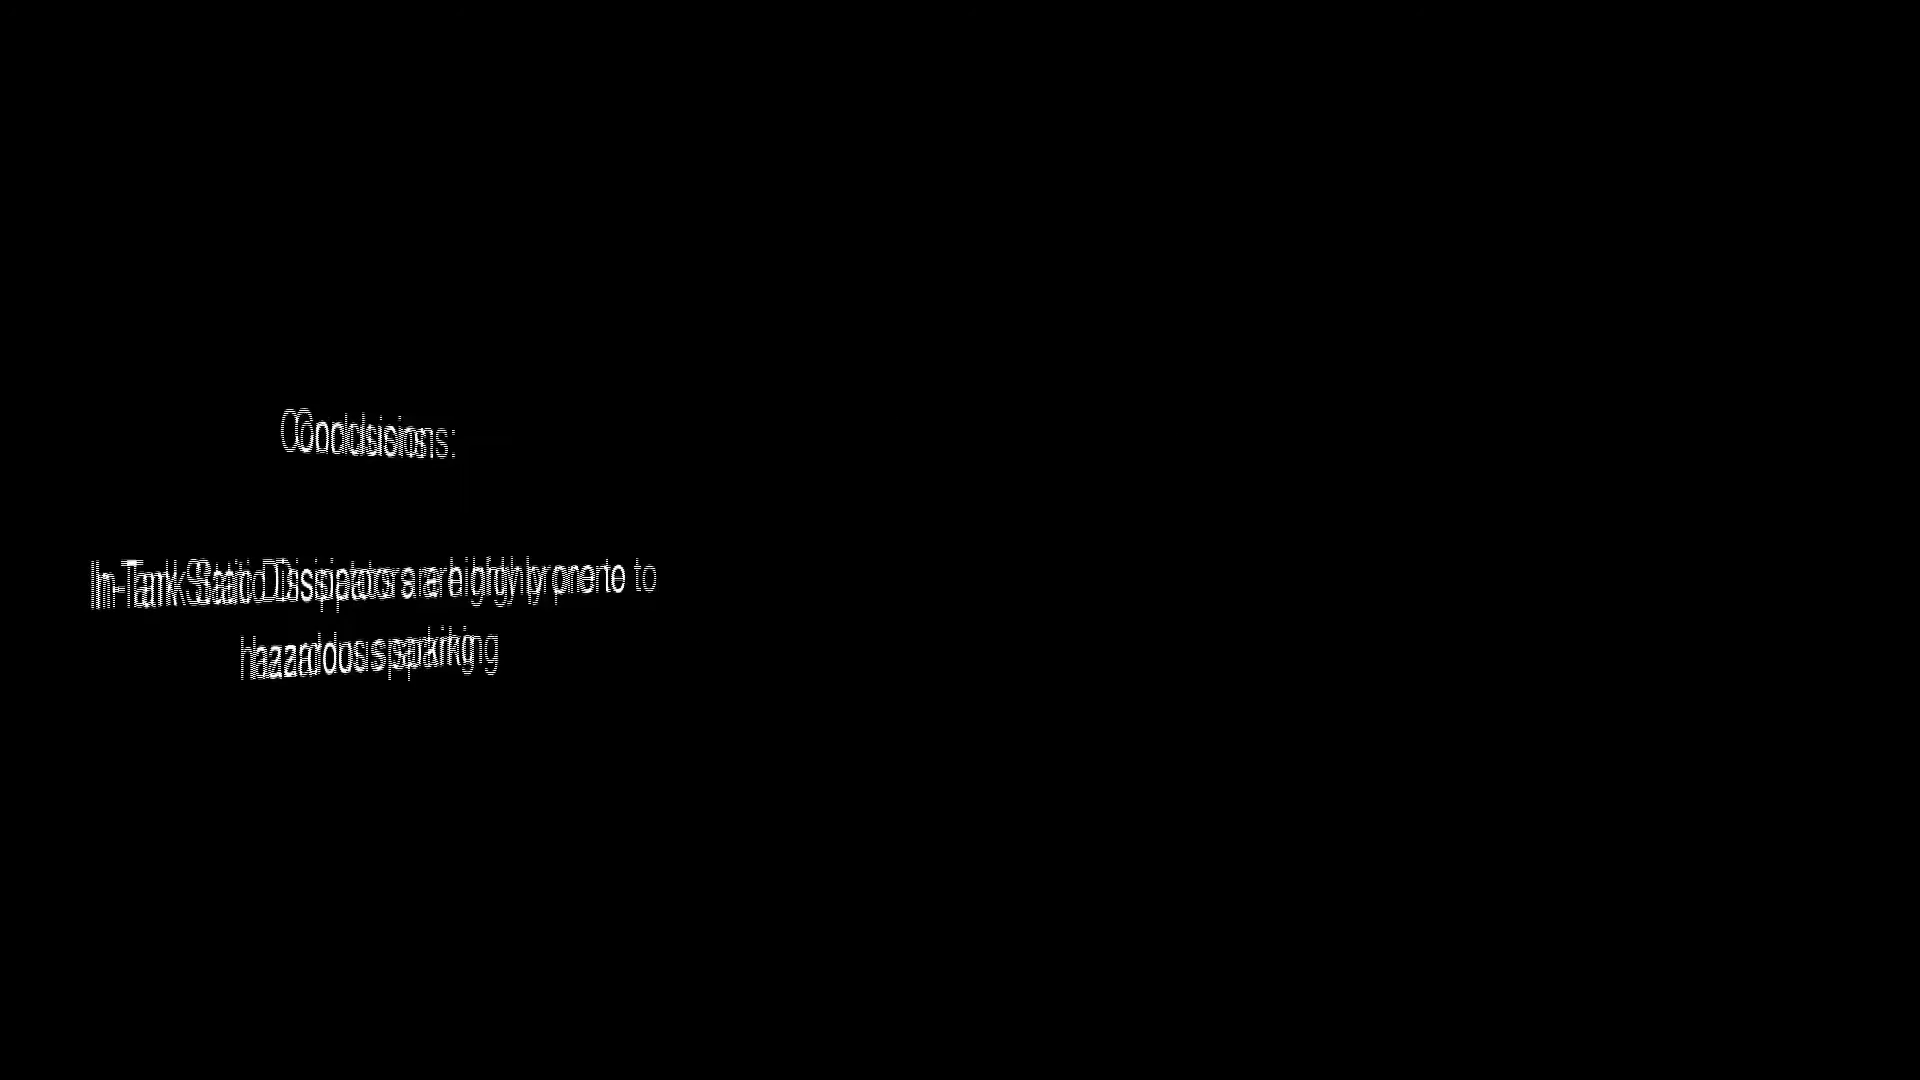 Conclusions:
In-Tank Static Dissipators are highly prone to
hazardous sparking